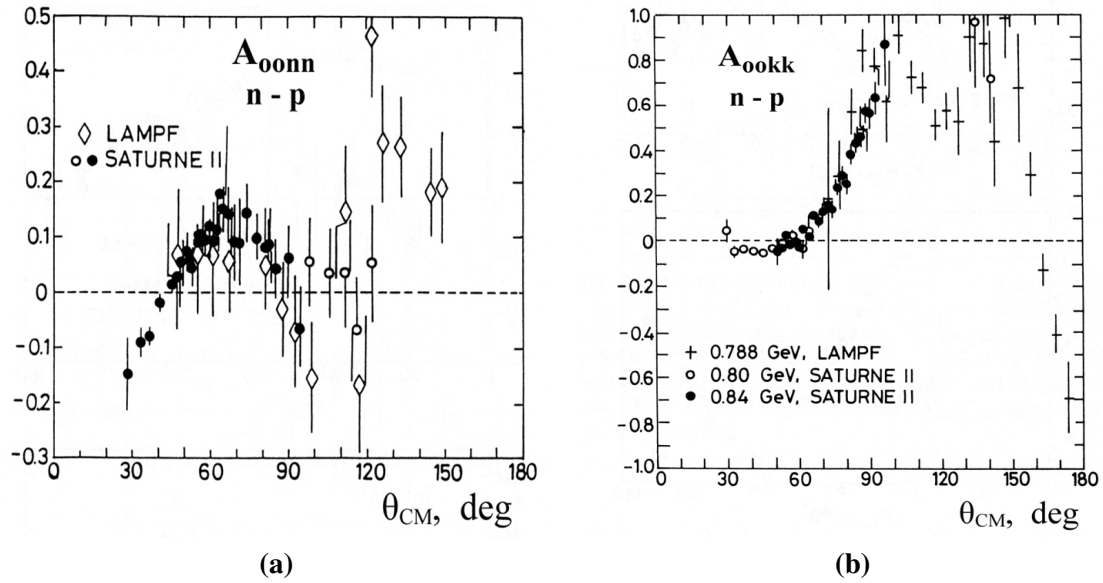 0.5
0.4
0.3
0.2
0.1
0
-0.1
-0.2
-0.3
A oonn
n - p
◇ LAMPF
○ ● SATURNE II
0 30 60 90 120 150 180
θCM, deg
(a)
1.0
0.8
0.6
0.4
0.2
0
-0.2
-0.4
-0.6
-0.8
-1.0
A ookk
n - p
+ 0.788 GeV, LAMPF
○ 0.80 GeV, SATURNE II
● 0.84 GeV, SATURNE II
0 30 60 90 120 150 180
θCM, deg
(b)